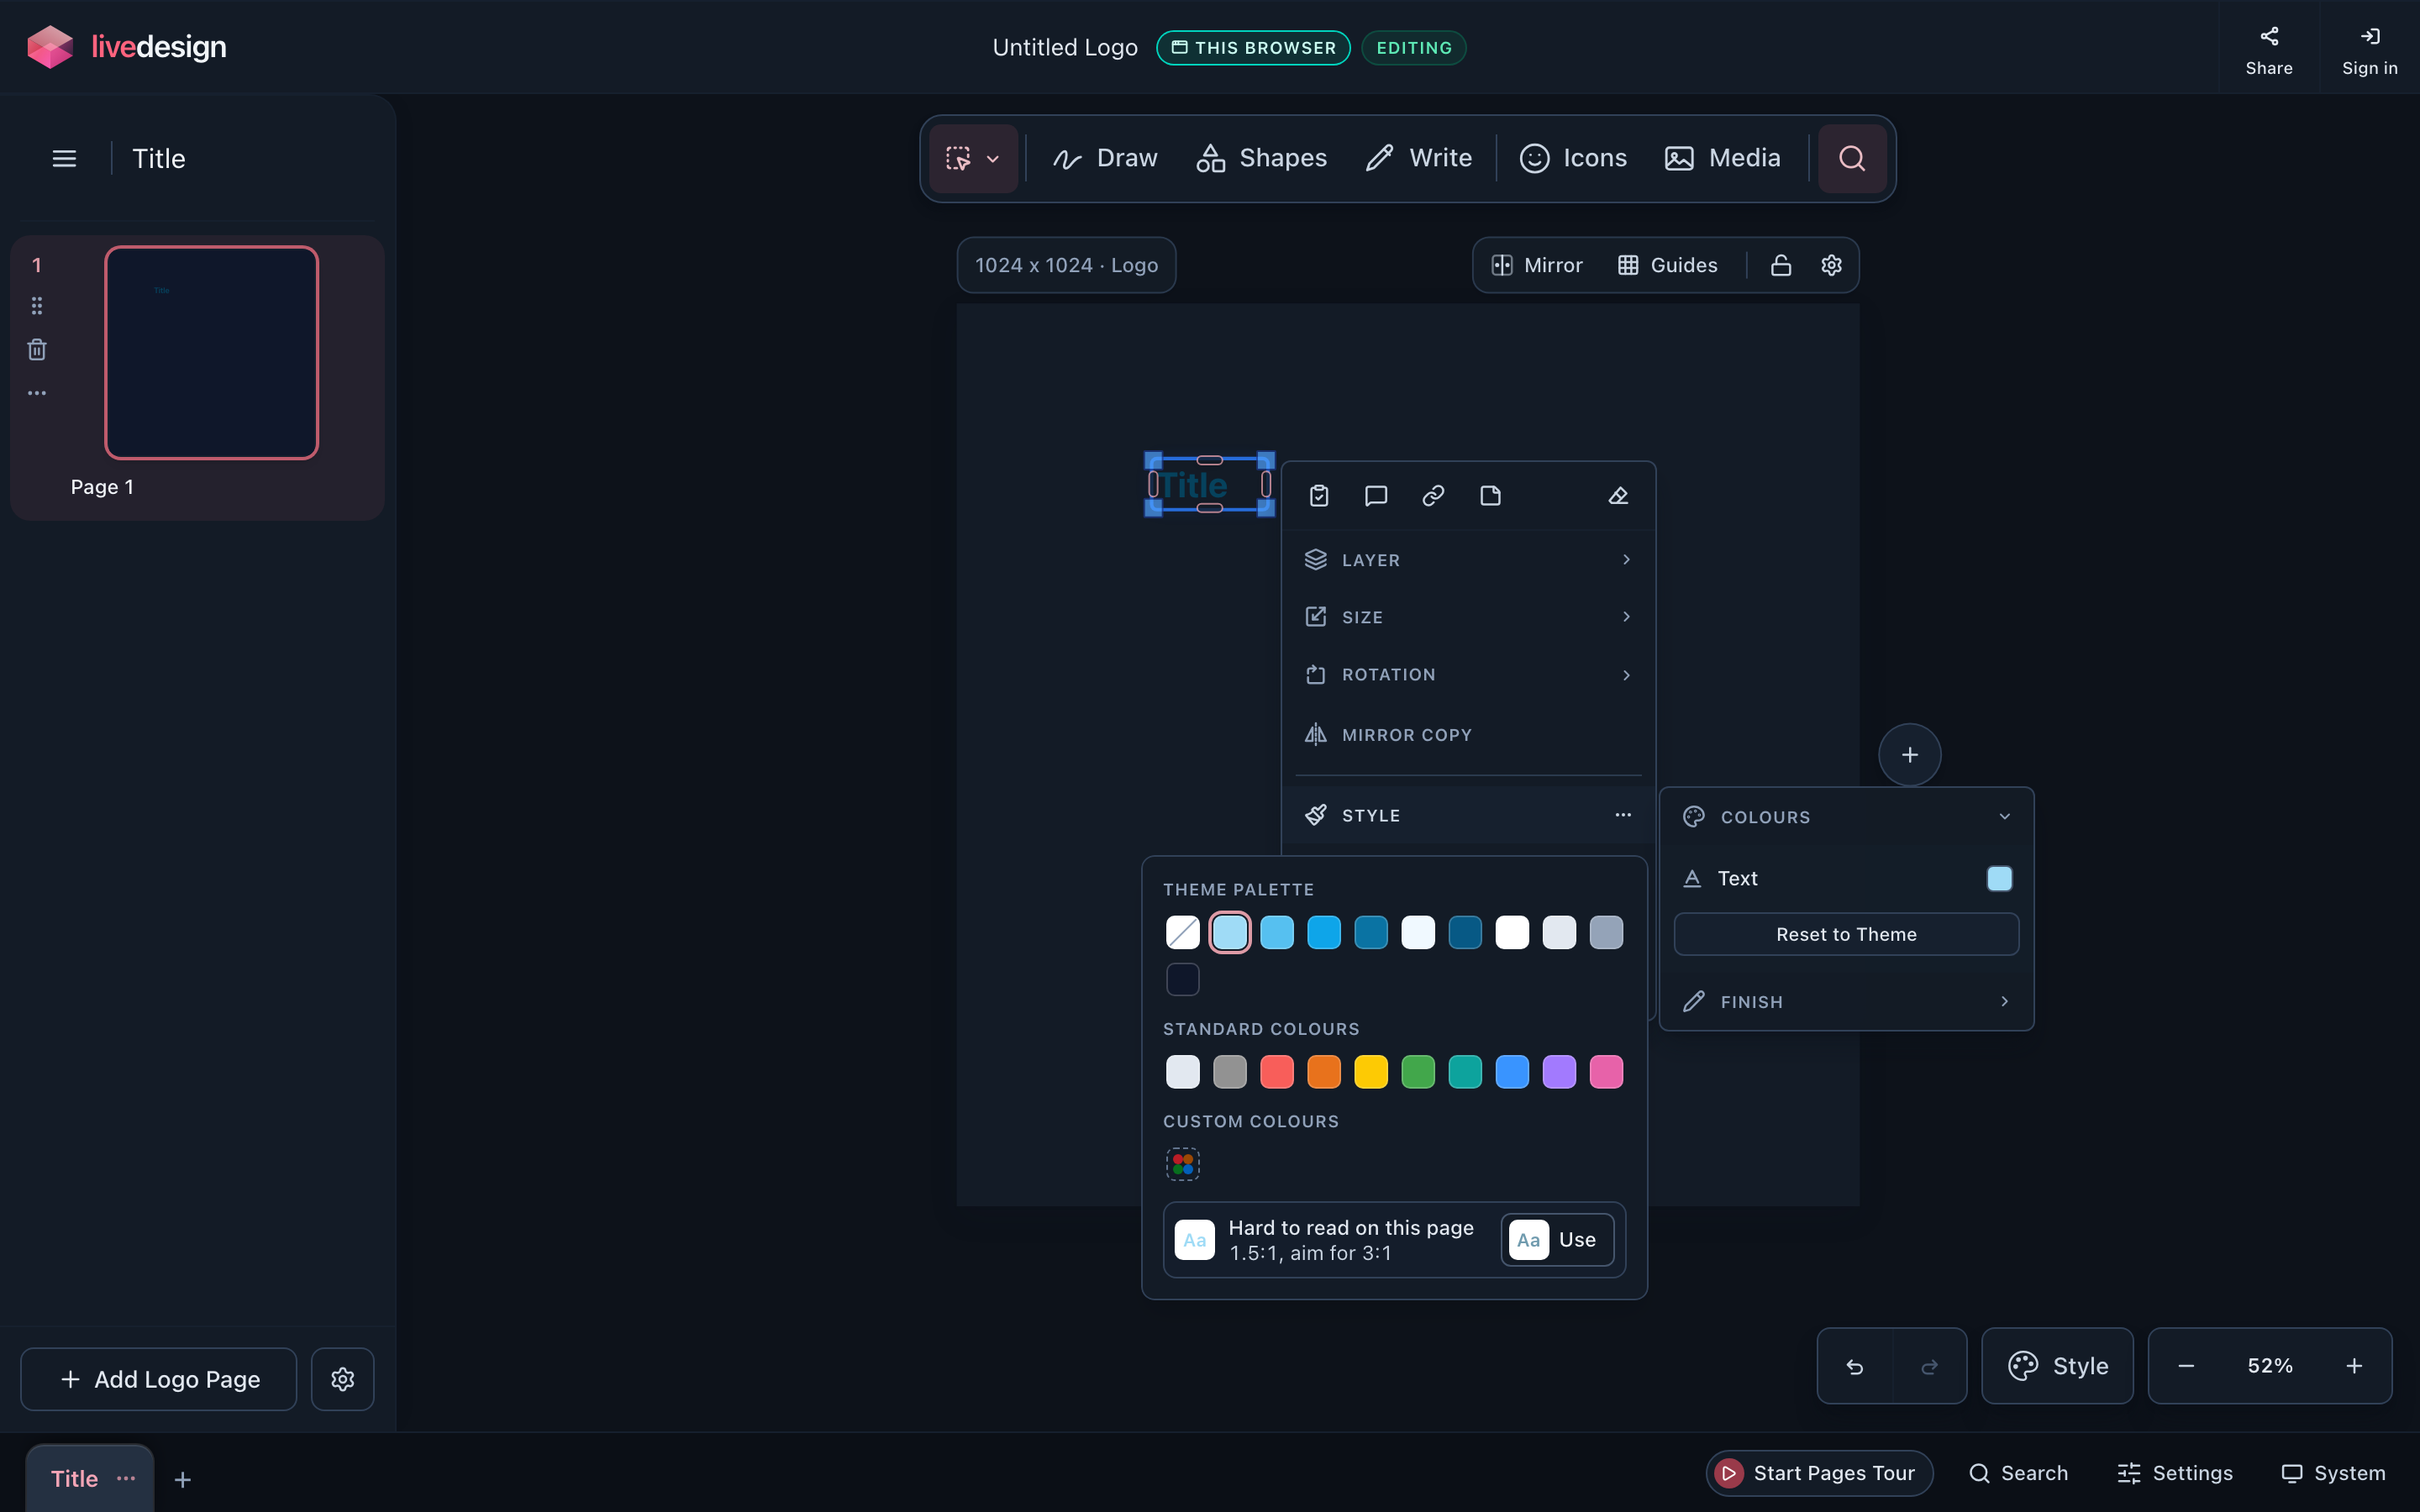 livedesign
Untitled Logo
THIS BROWSER
EDITING
Share
Sign in
Title
Draw
Shapes
Write
Icons
Media
1
Title
Page 1
1024 x 1024 · Logo
Mirror
Guides
Title
LAYER
SIZE
ROTATION
MIRROR COPY
STYLE
COLOURS
Text
Reset to Theme
FINISH
THEME PALETTE
STANDARD COLOURS
CUSTOM COLOURS
Aa
Hard to read on this page
1.5:1, aim for 3:1
Aa
Use
Add Logo Page
Style
52%
Title
Start Pages Tour
Search
Settings
System